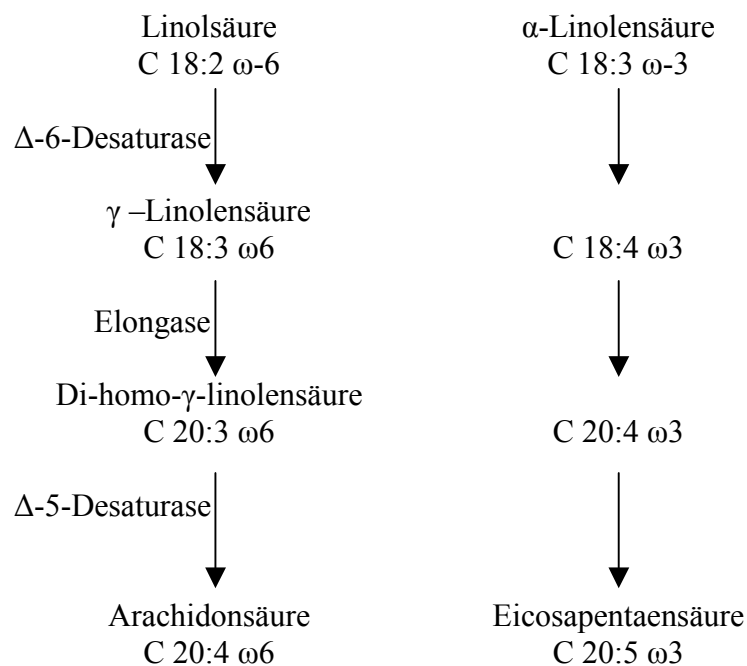 Linolsäure
C 18:2 ω-6
α-Linolensäure
C 18:3 ω-3
Δ-6-Desaturase
γ –Linolensäure
C 18:3 ω6
C 18:4 ω3
Elongase
Di-homo-γ-linolensäure
C 20:3 ω6
C 20:4 ω3
Δ-5-Desaturase
Arachidonsäure
C 20:4 ω6
Eicosapentaensäure
C 20:5 ω3